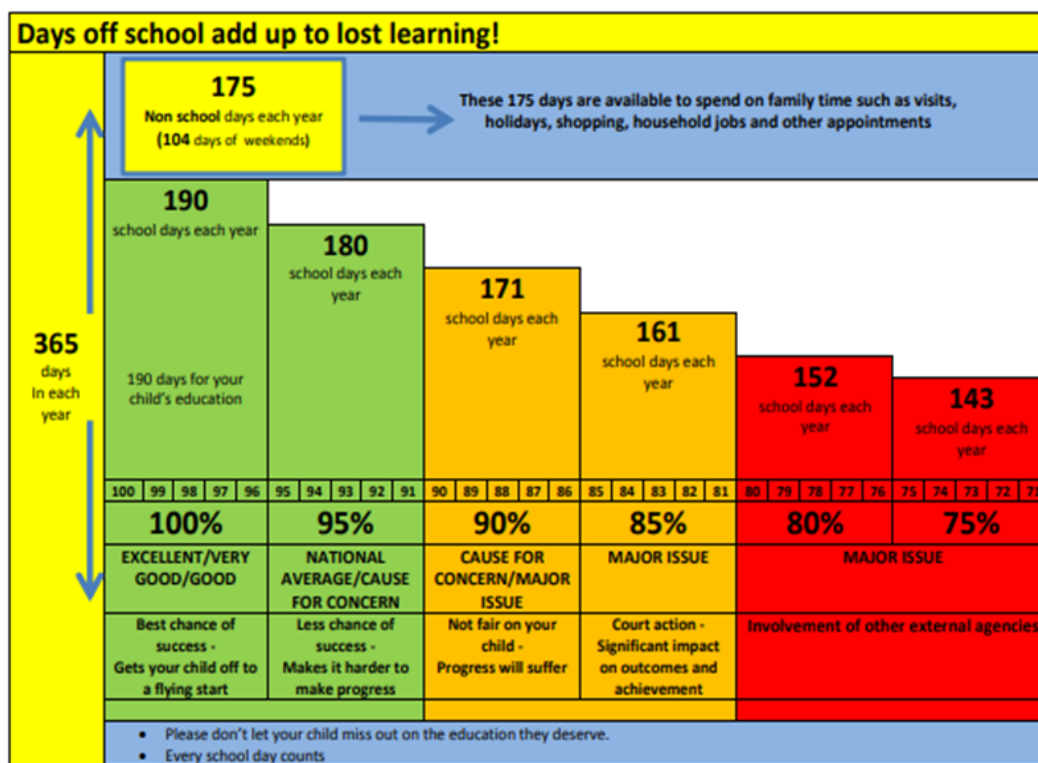 Days off school add up to lost learning!
175
Non school days each year
(104 days of weekends)
These 175 days are available to spend on family time such as visits,
holidays, shopping, household jobs and other appointments
365
days
In each
year
190
school days each year
190 days for your
child's education
180
school days each
year
171
school days each
year
161
school days each
year
152
school days each
year
143
school days each
year
100 99 98 97 96 95 94 93 92 91 90 89 88 87 86 85 84 83 82 81 80 79 78 77 76 75 74 73 72 71
100% 95% 90% 85% 80% 75%
EXCELLENT/VERY
GOOD/GOOD
NATIONAL
AVERAGE/CAUSE
FOR CONCERN
CAUSE FOR
CONCERN/MAJOR
ISSUE
MAJOR ISSUE
MAJOR ISSUE
Best chance of
success -
Gets your child off to
a flying start
Less chance of
success -
Makes it harder to
make progress
Not fair on your
child -
Progress will suffer
Court action -
Significant impact
on outcomes and
achievement
Involvement of other external agencies
• Please don't let your child miss out on the education they deserve.
• Every school day counts